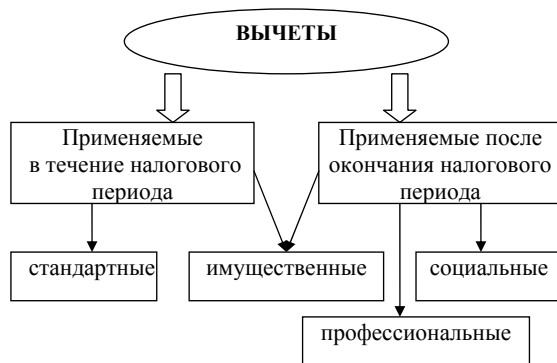 ВЫЧЕТЫ
Применяемые
в течение налогового
периода
Применяемые после
окончания налогового
периода
стандартные
имущественные
социальные
профессиональные